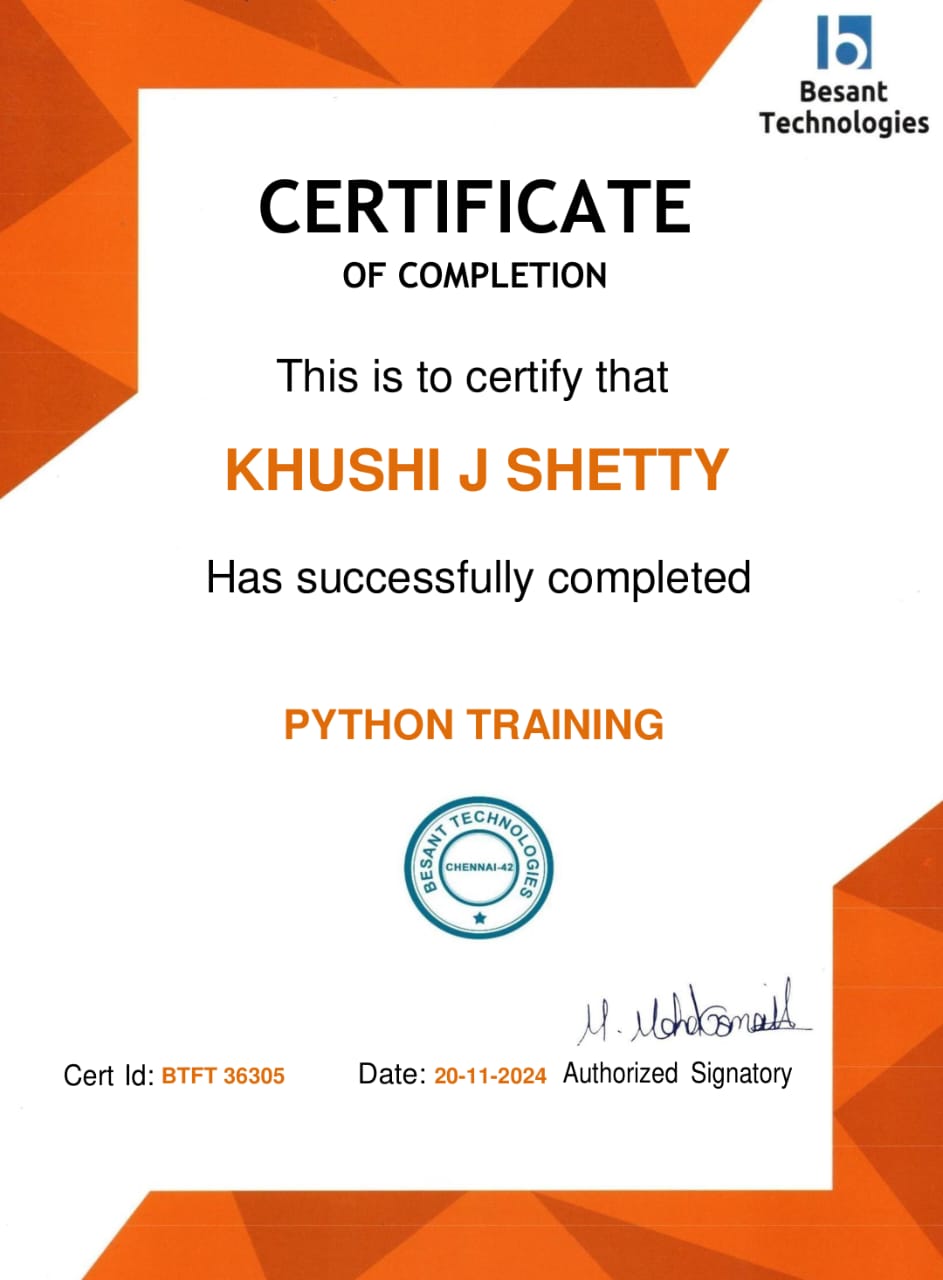 Besant
Technologies
CERTIFICATE
OF COMPLETION
This is to certify that
KHUSHI J SHETTY
Has successfully completed
PYTHON TRAINING
BESANT TECHNOLOGIES
CHENNAI-42
Cert Id: BTFT 36305 Date: 20-11-2024 Authorized Signatory